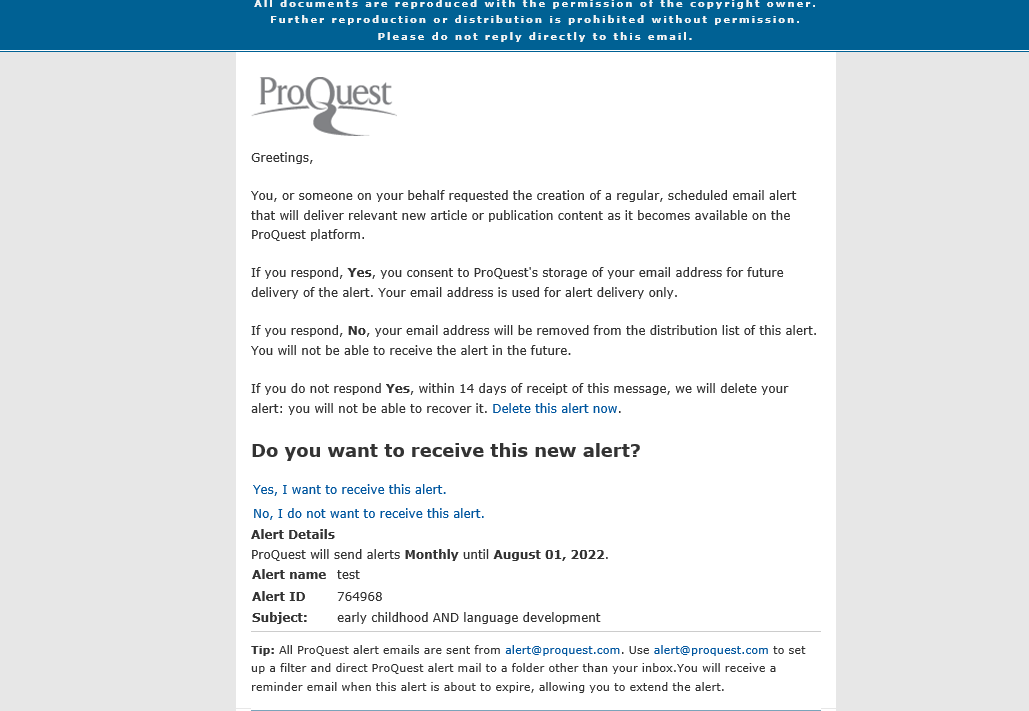 All documents are reproduced with the permission of the copyright owner.
Further reproduction or distribution is prohibited without permission.
Please do not reply directly to this email.
ProQuest
Greetings,
You, or someone on your behalf requested the creation of a regular, scheduled email alert
that will deliver relevant new article or publication content as it becomes available on the
ProQuest platform.
If you respond, Yes, you consent to ProQuest's storage of your email address for future
delivery of the alert. Your email address is used for alert delivery only.
If you respond, No, your email address will be removed from the distribution list of this alert.
You will not be able to receive the alert in the future.
If you do not respond Yes, within 14 days of receipt of this message, we will delete your
alert: you will not be able to recover it. Delete this alert now.
Do you want to receive this new alert?
Yes, I want to receive this alert.
No, I do not want to receive this alert.
Alert Details
ProQuest will send alerts Monthly until August 01, 2022.
Alert name test
Alert ID 764968
Subject: early childhood AND language development
Tip: All ProQuest alert emails are sent from alert@proquest.com. Use alert@proquest.com to set
up a filter and direct ProQuest alert mail to a folder other than your inbox.You will receive a
reminder email when this alert is about to expire, allowing you to extend the alert.